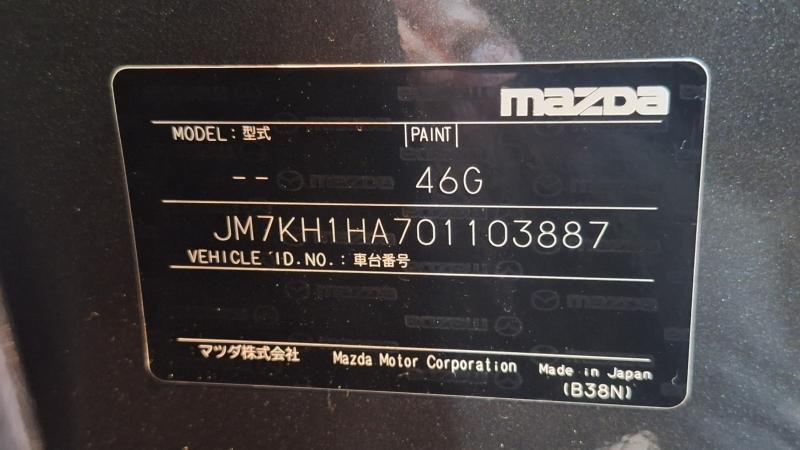 mazda
MODEL : 型式 |PAINT|
-- 46G
JM7KH1HA701103887
VEHICLE 'ID.NO. : 車台番号
マツダ株式会社 Mazda Motor Corporation Made in Japan
(B38N)